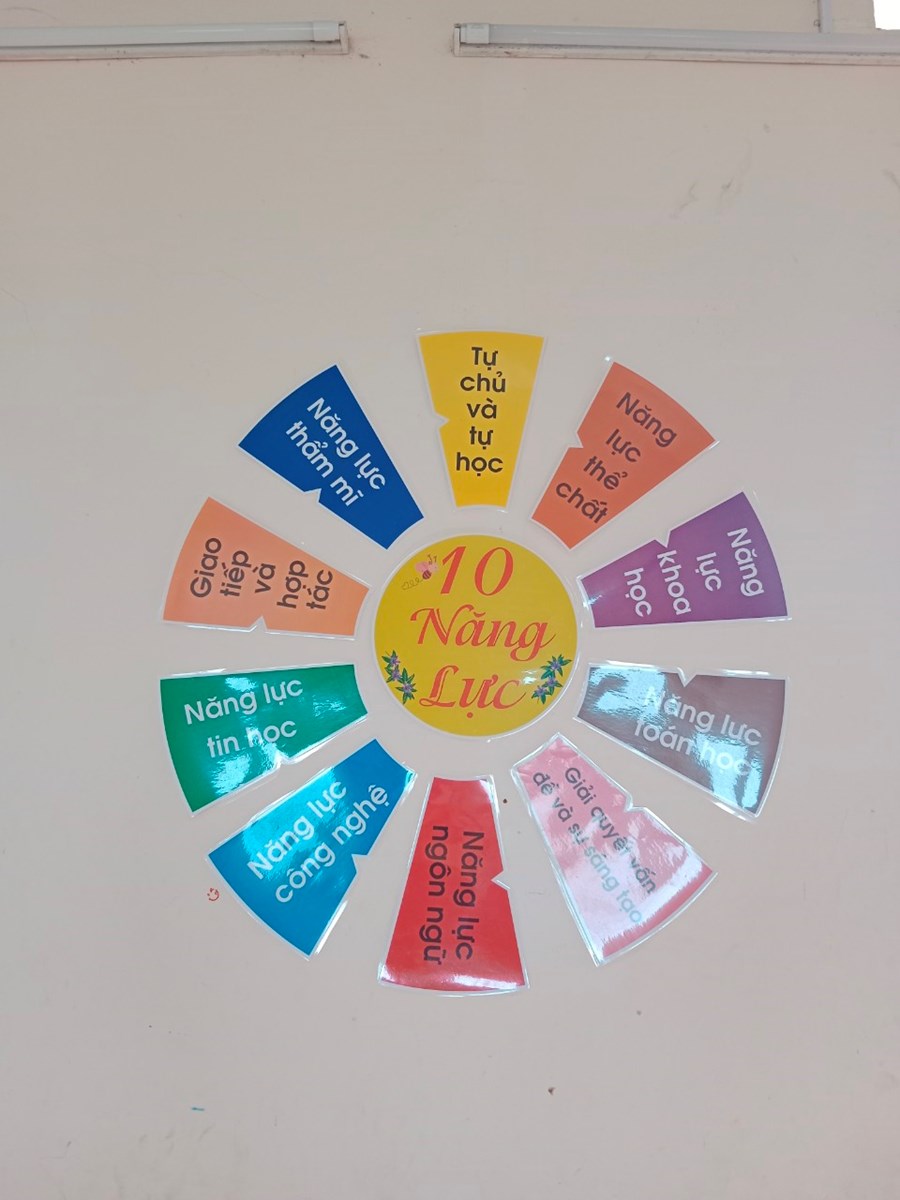 10
Năng
Lực
Tự
chủ
và
tự
học
Năng
lực
thể
chất
Năng
lực
khoa
học
Năng lực
toán học
Giải quyết vấn
đề và sự sáng tạo
Năng lực
ngôn ngữ
Năng lực
công nghệ
Năng lực
tin học
Giao
tiếp
và
hợp
tác
Năng lực
thẩm mĩ